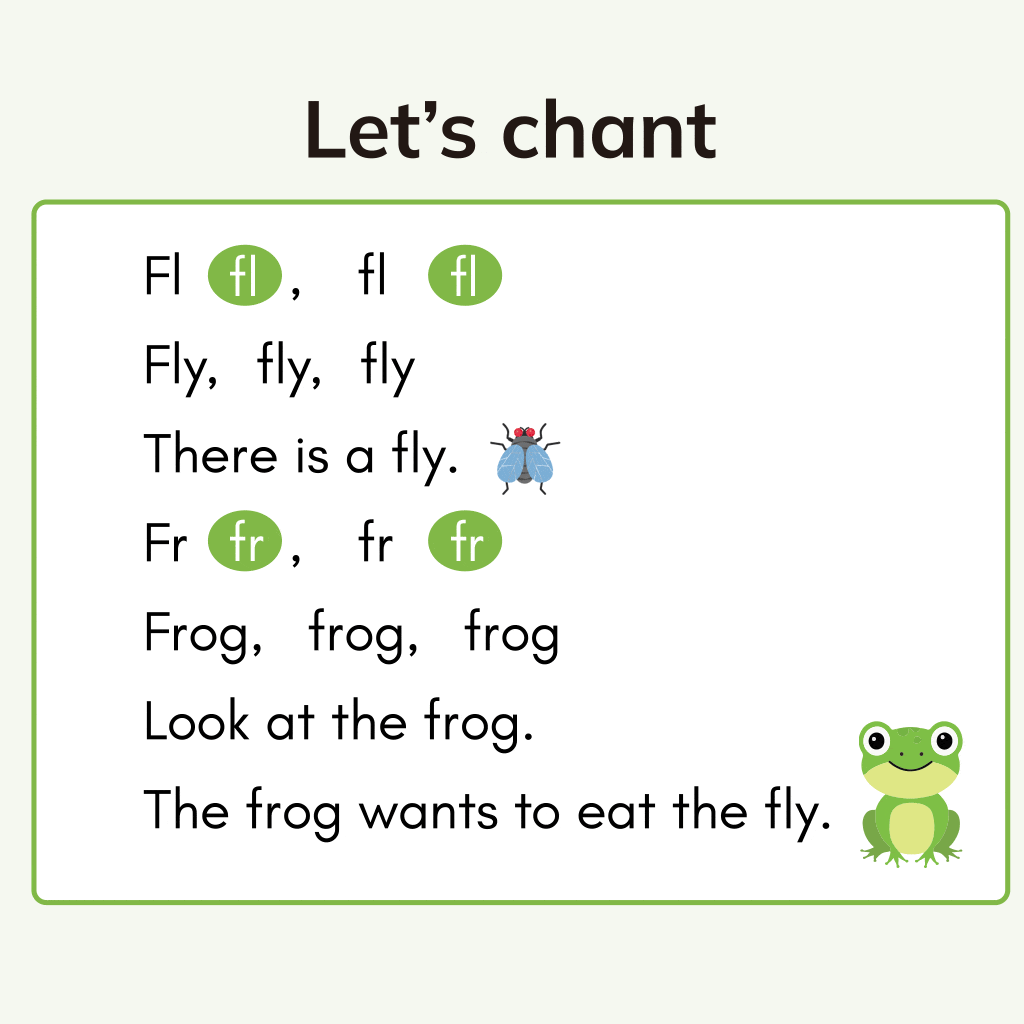 Let's chant
Fl fl, fl fl
Fly, fly, fly
There is a fly.
Fr fr, fr fr
Frog, frog, frog
Look at the frog.
The frog wants to eat the fly.